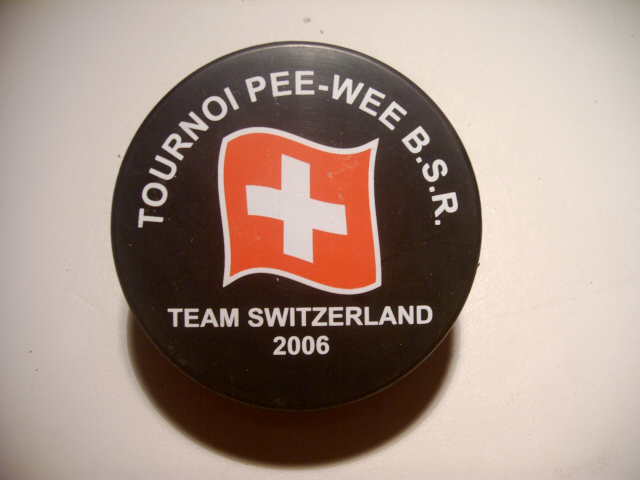 TOURNOI PEE-WEE B.S.R.
TEAM SWITZERLAND
2006